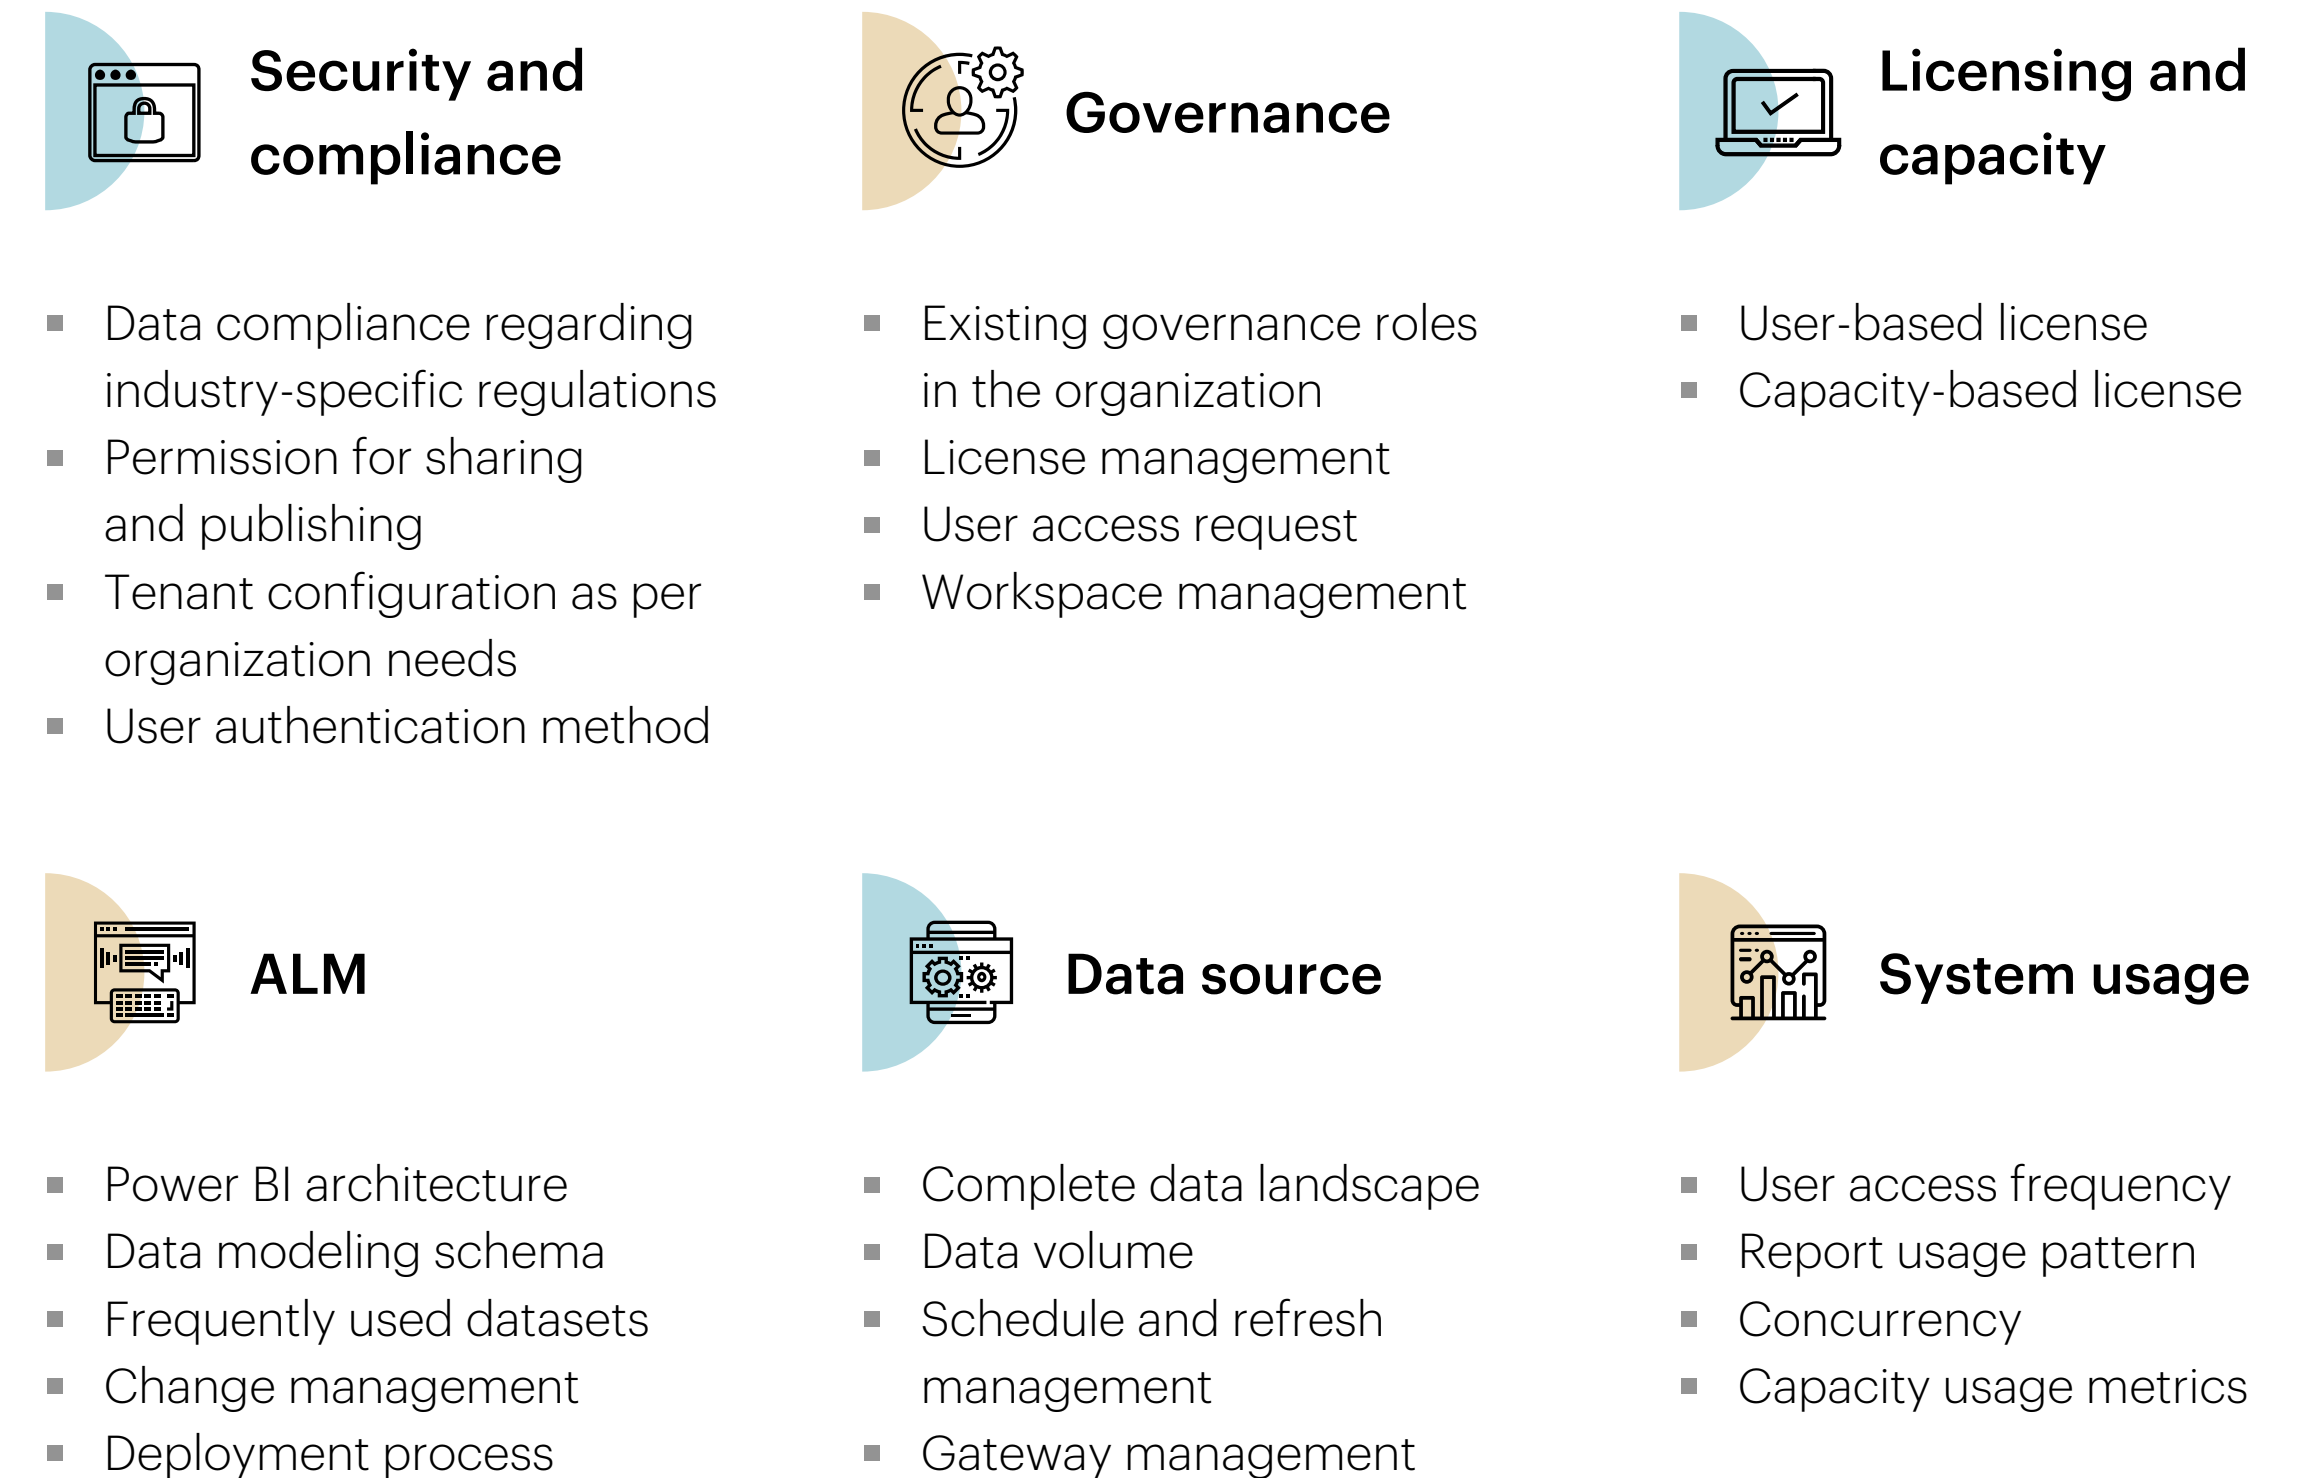 Security and
compliance
Data compliance regarding
industry-specific regulations
Permission for sharing
and publishing
Tenant configuration as per
organization needs
User authentication method
Governance
Existing governance roles
in the organization
License management
User access request
Workspace management
Licensing and
capacity
User-based license
Capacity-based license
ALM
Power BI architecture
Data modeling schema
Frequently used datasets
Change management
Deployment process
Data source
Complete data landscape
Data volume
Schedule and refresh
management
Gateway management
System usage
User access frequency
Report usage pattern
Concurrency
Capacity usage metrics